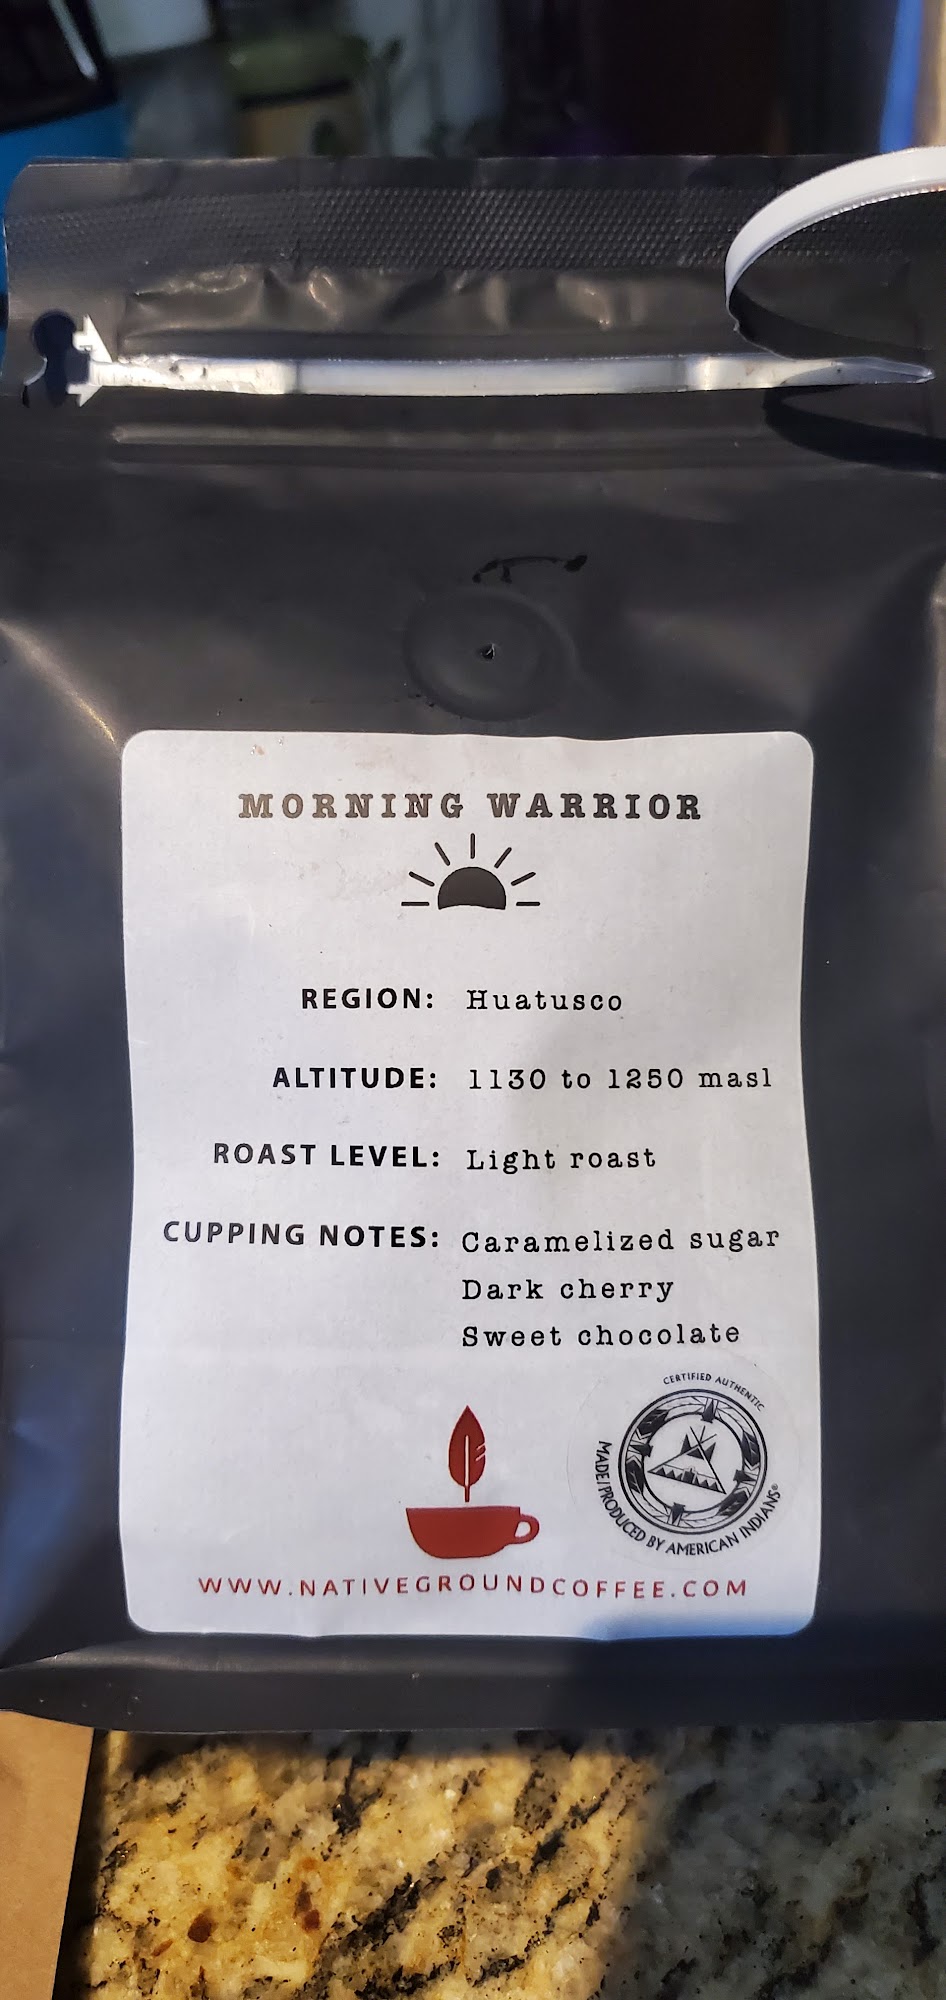 MORNING WARRIOR
REGION: Huatusco
ALTITUDE: 1130 to 1250 masl
ROAST LEVEL: Light roast
CUPPING NOTES: Caramelized sugar
Dark cherry
Sweet chocolate
CERTIFIED AUTHENTIC
MADE/PRODUCED BY AMERICAN INDIANS®
WWW.NATIVEGROUNDCOFFEE.COM